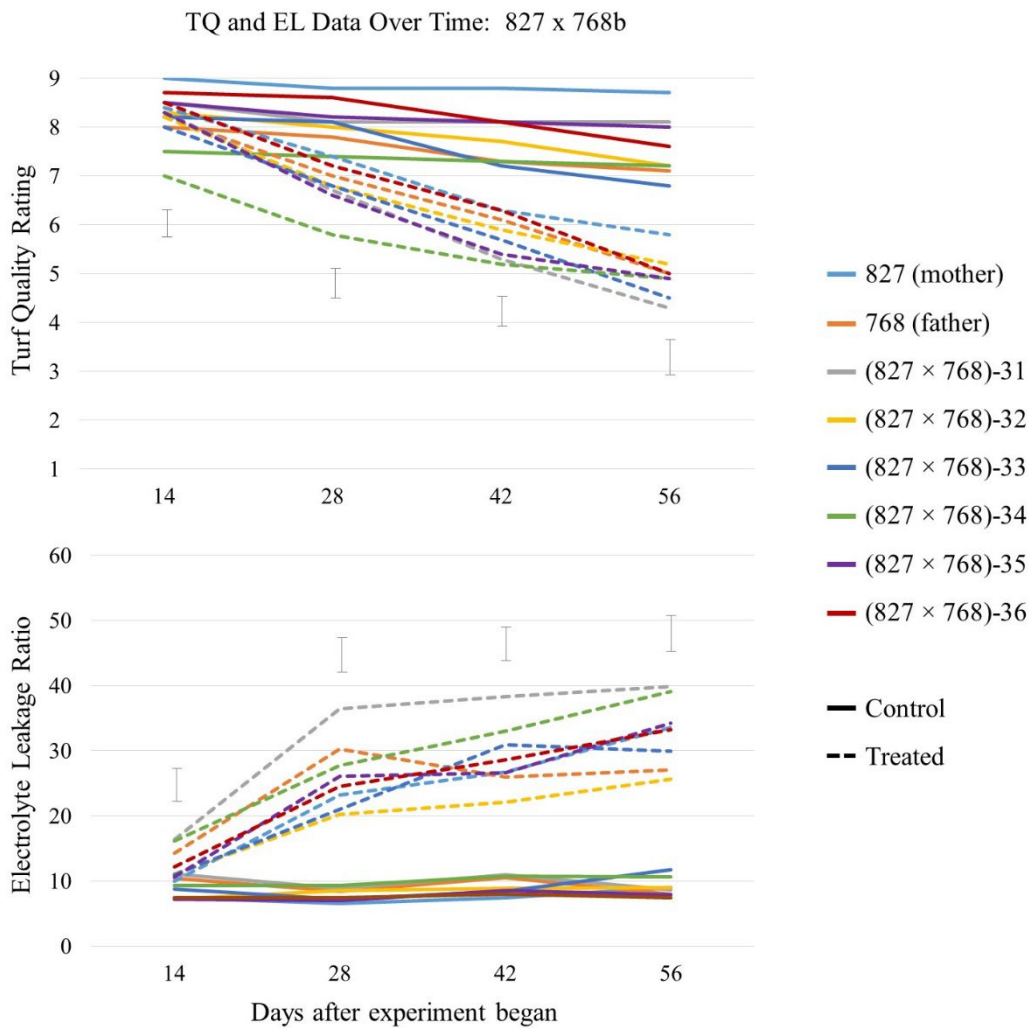 TQ and EL Data Over Time: 827 x 768b
Turf Quality Rating
9
8
7
6
5
4
3
2
1
14 28 42 56
827 (mother)
768 (father)
(827 × 768)-31
(827 × 768)-32
(827 × 768)-33
(827 × 768)-34
(827 × 768)-35
(827 × 768)-36
Control
Treated
Electrolyte Leakage Ratio
60
50
40
30
20
10
0
14 28 42 56
Days after experiment began